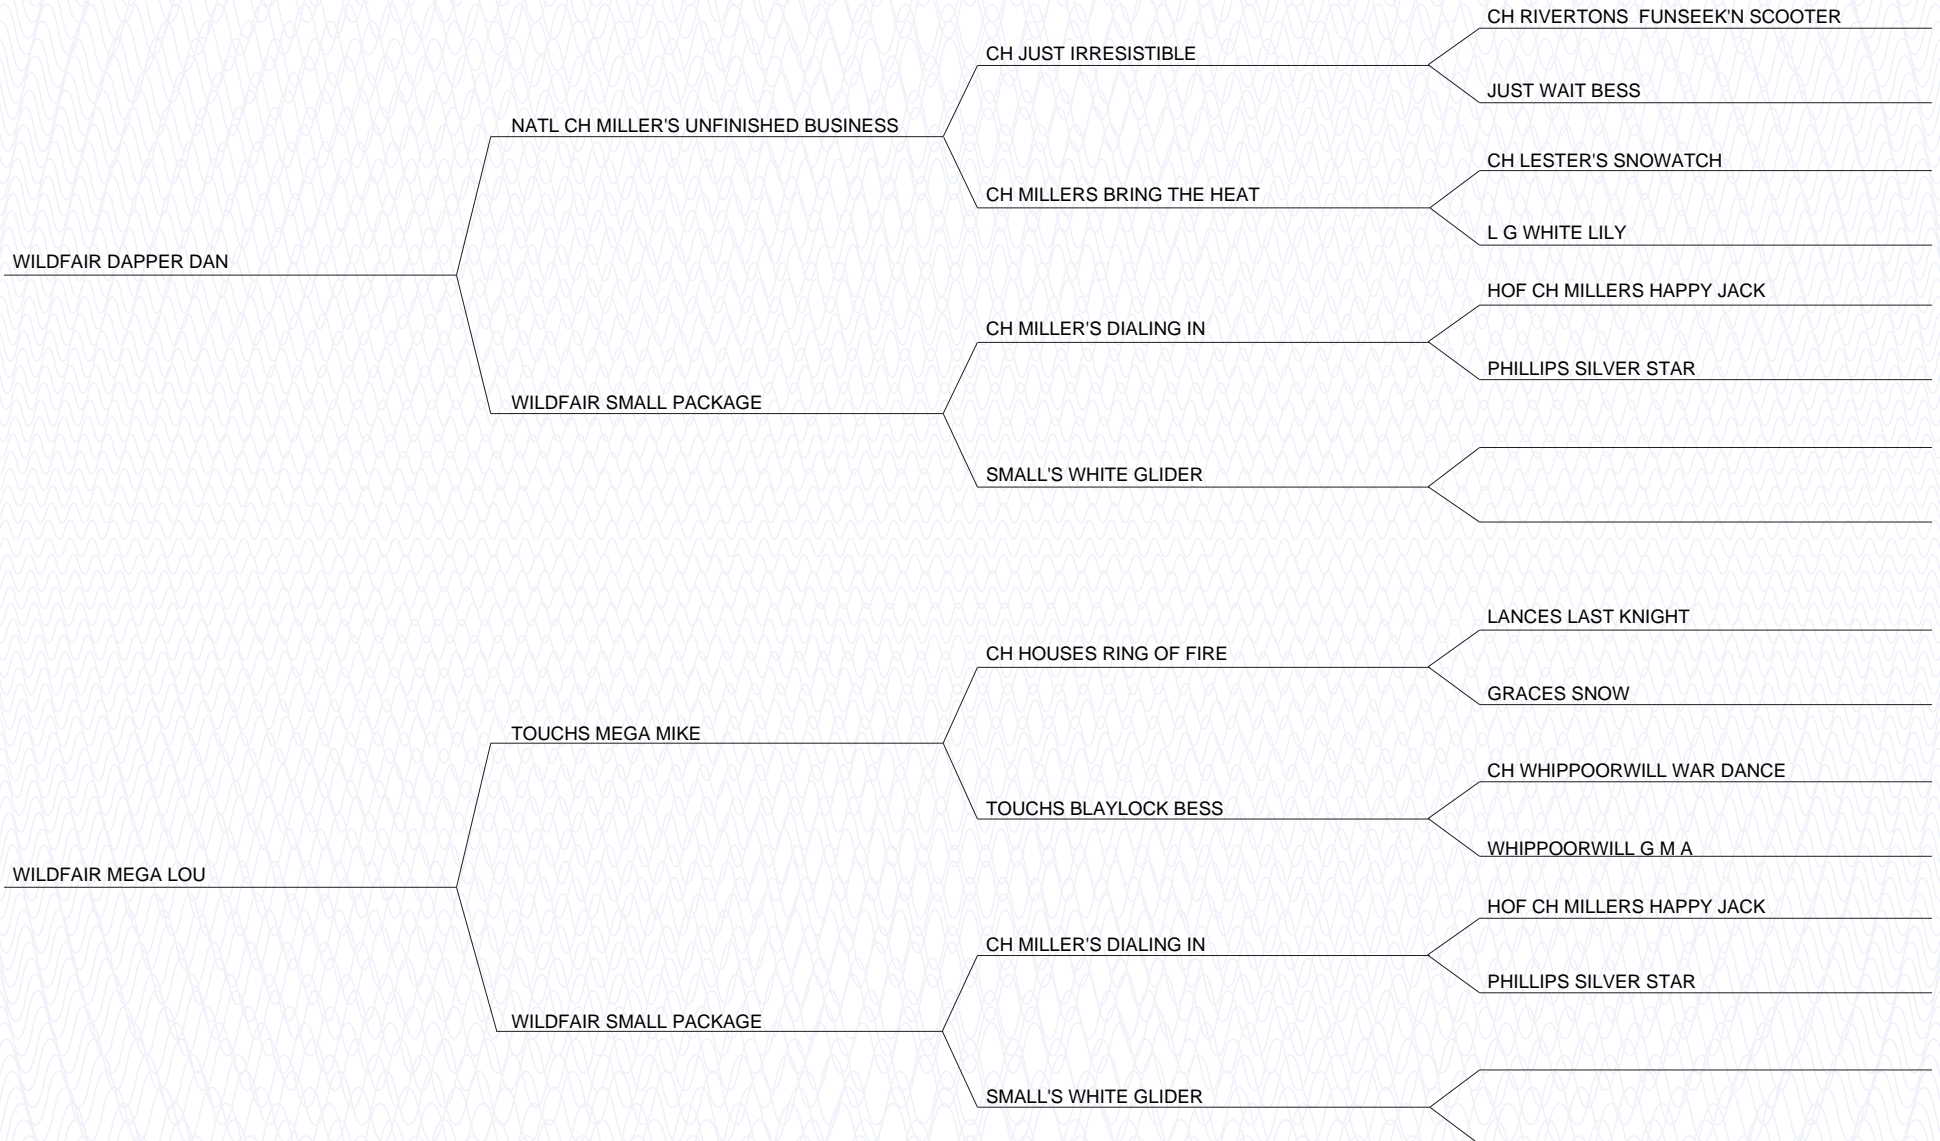 CH RIVERTONS  FUNSEEK'N SCOOTER
CH JUST IRRESISTIBLE
JUST WAIT BESS
NATL CH MILLER'S UNFINISHED BUSINESS
CH LESTER'S SNOWATCH
CH MILLERS BRING THE HEAT
L G WHITE LILY
WILDFAIR DAPPER DAN
HOF CH MILLERS HAPPY JACK
CH MILLER'S DIALING IN
PHILLIPS SILVER STAR
WILDFAIR SMALL PACKAGE
SMALL'S WHITE GLIDER
LANCES LAST KNIGHT
CH HOUSES RING OF FIRE
GRACES SNOW
TOUCHS MEGA MIKE
CH WHIPPOORWILL WAR DANCE
TOUCHS BLAYLOCK BESS
WHIPPOORWILL G M A
WILDFAIR MEGA LOU
HOF CH MILLERS HAPPY JACK
CH MILLER'S DIALING IN
PHILLIPS SILVER STAR
WILDFAIR SMALL PACKAGE
SMALL'S WHITE GLIDER